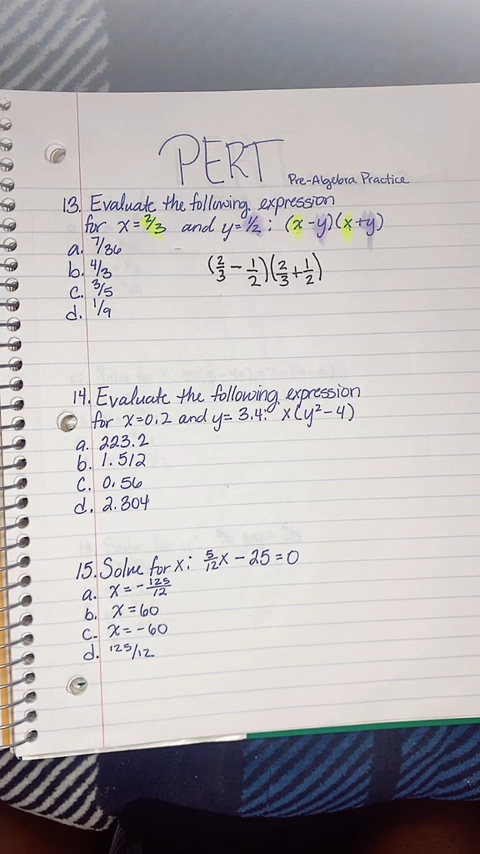 PERT
Pre-Algebra Practice
13. Evaluate the following expression
for x=2/3 and y=1/2: (x-y)(x+y)
a. 7/36
b. 4/3
c. 3/5
d. 1/9
(2/3 - 1/2)(2/3 + 1/2)
14. Evaluate the following expression
for x=0.2 and y= 3.4: x(y²-4)
a. 223.2
b. 1.512
c. 0.56
d. 2.304
15. Solve for x: 5/12x - 25 = 0
a. x = -125/12
b. x = 60
c. x = -60
d. 125/12